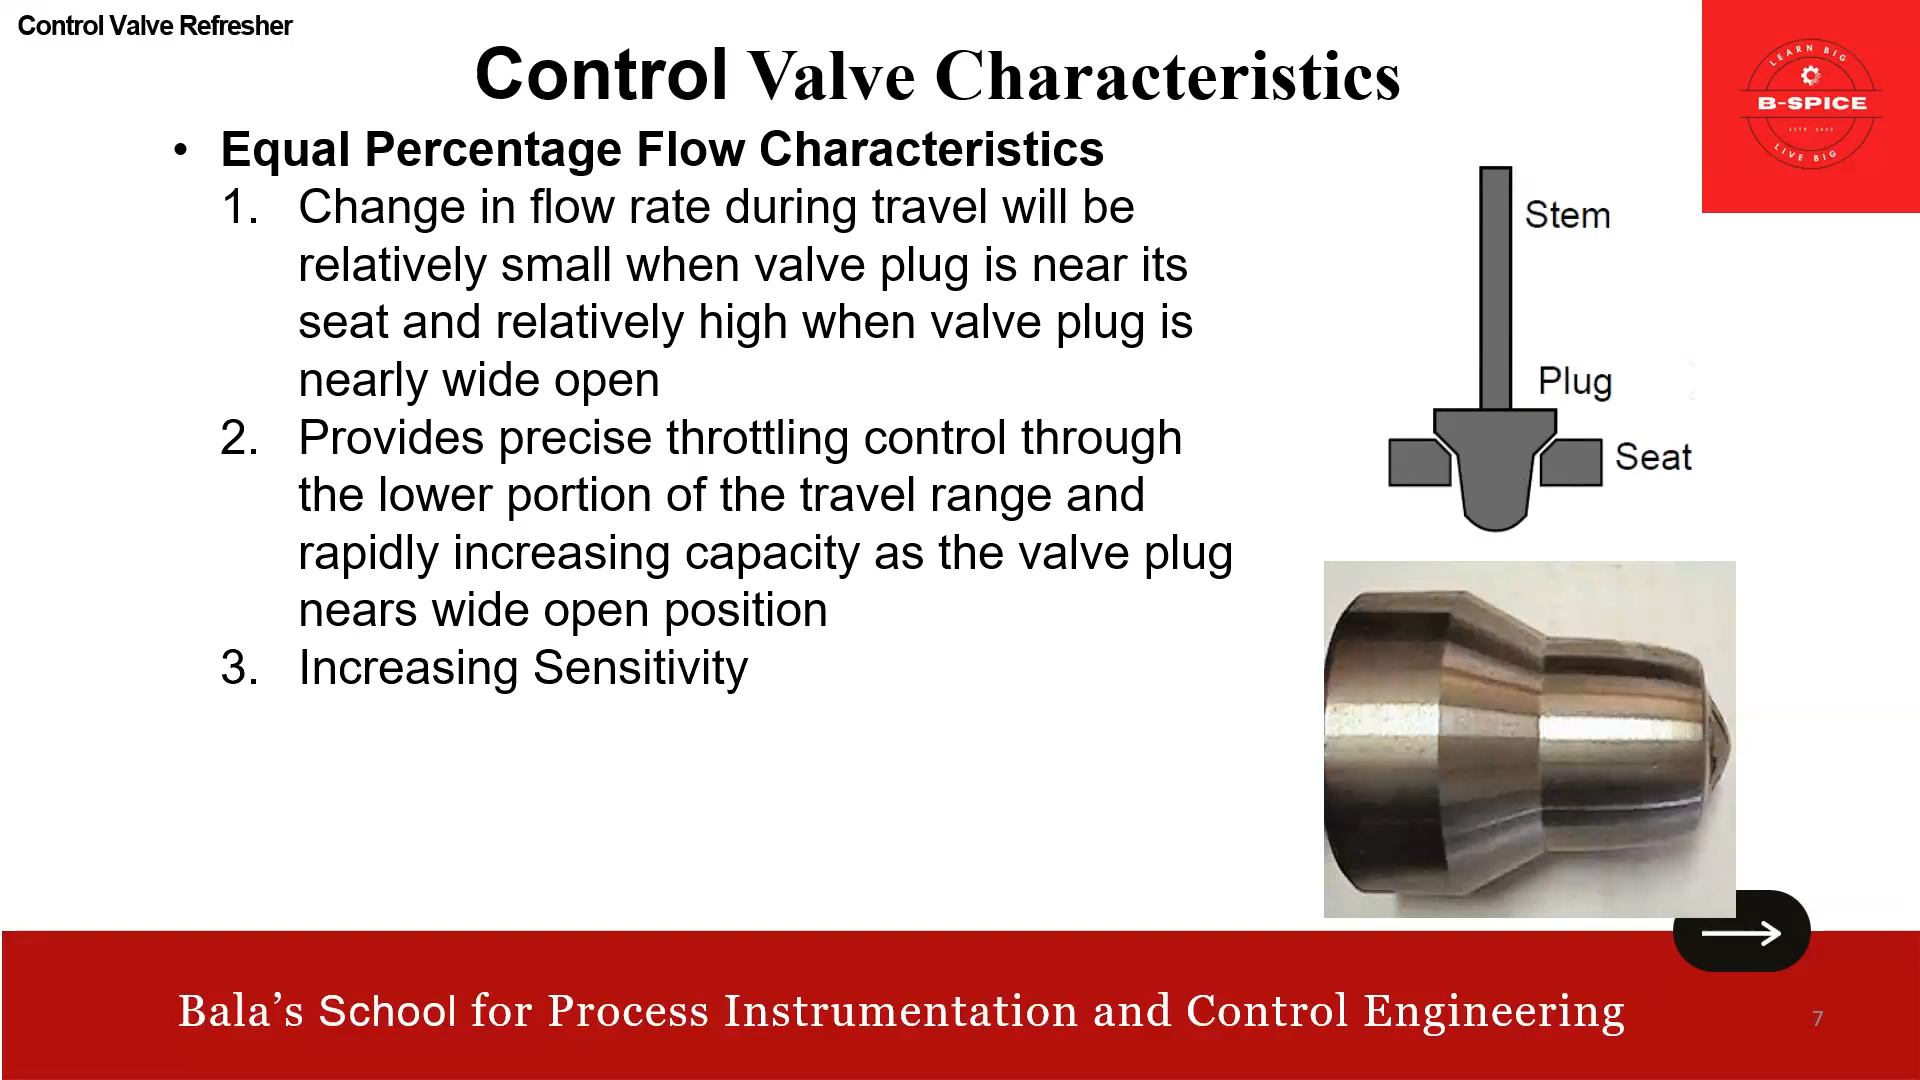 Control Valve Refresher
Control Valve Characteristics
LEARN BIG
B-SPICE
LIVE BIG
• Equal Percentage Flow Characteristics
1. Change in flow rate during travel will be
relatively small when valve plug is near its
seat and relatively high when valve plug is
nearly wide open
2. Provides precise throttling control through
the lower portion of the travel range and
rapidly increasing capacity as the valve plug
nears wide open position
3. Increasing Sensitivity
Stem
Plug
Seat
Bala’s School for Process Instrumentation and Control Engineering
7